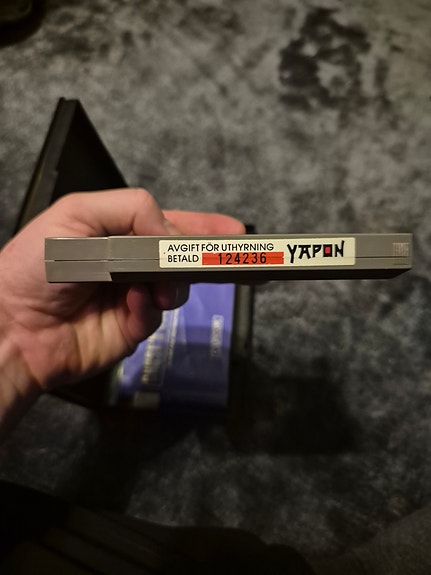 AVGIFT FÖR UTHYRNING
BETALD 124236
YAPON